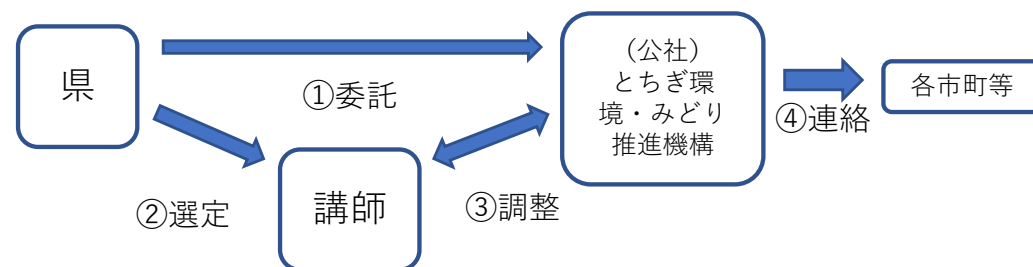 県
①委託
（公社）
とちぎ環
境・みどり
推進機構
④連絡
各市町等
②選定
講師
③調整